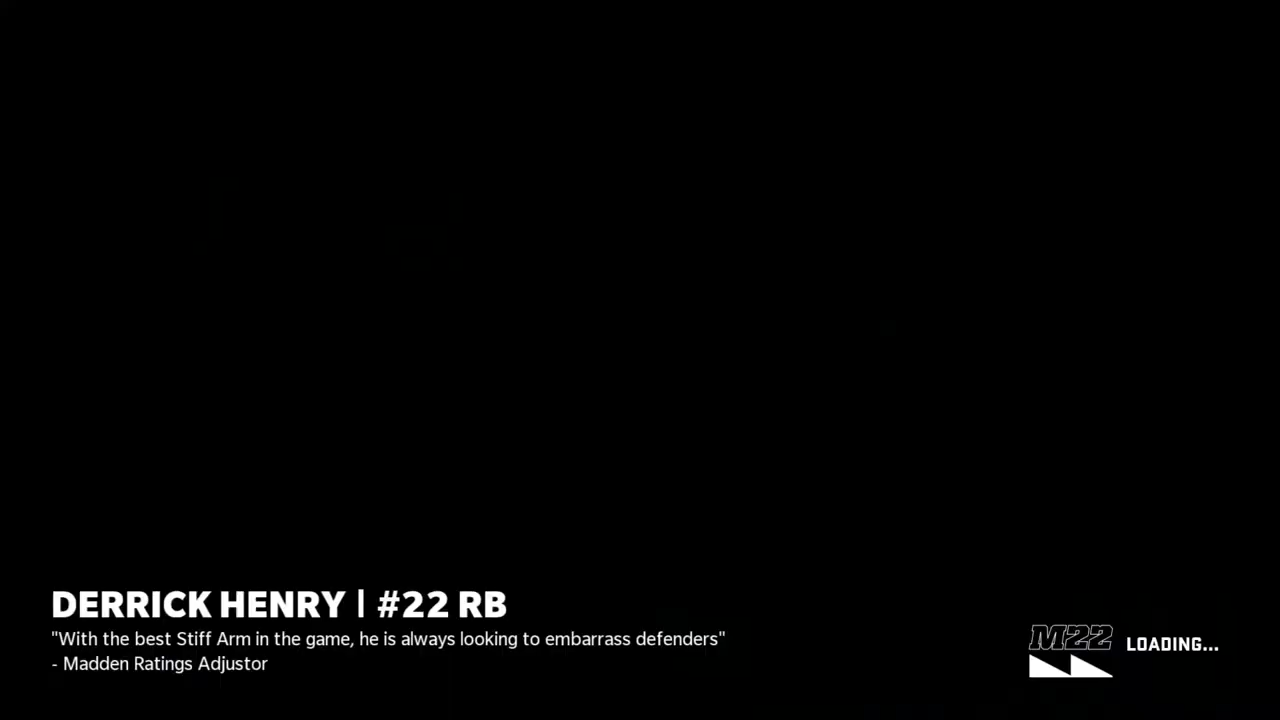 DERRICK HENRY | #22 RB
"With the best Stiff Arm in the game, he is always looking to embarrass defenders"
- Madden Ratings Adjustor
M22
LOADING...